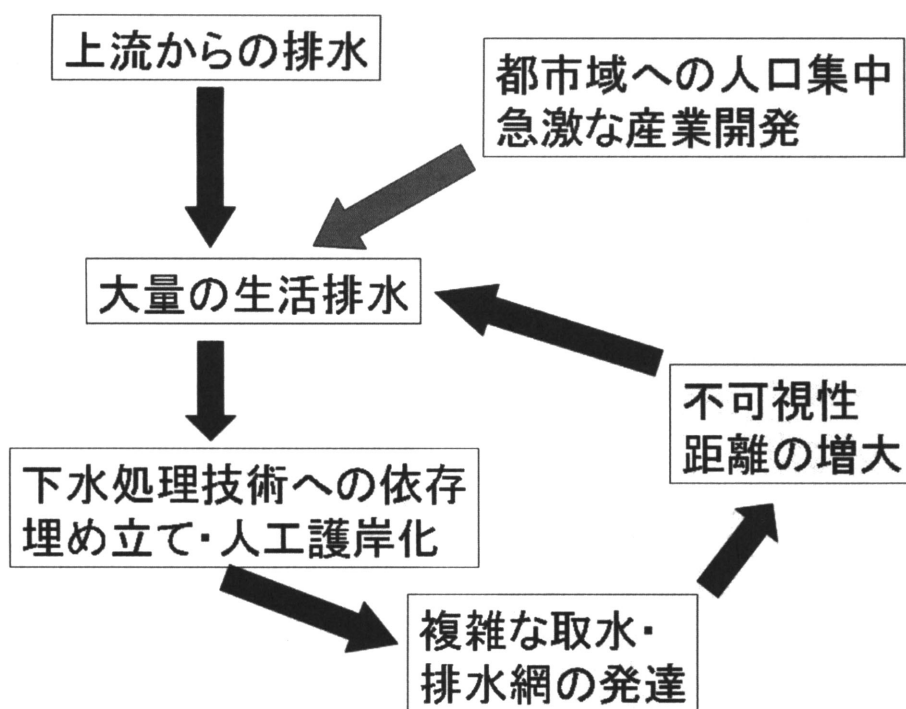 上流からの排水
都市域への人口集中
急激な産業開発
大量の生活排水
不可視性
距離の増大
下水処理技術への依存
埋め立て・人工護岸化
複雑な取水・
排水網の発達